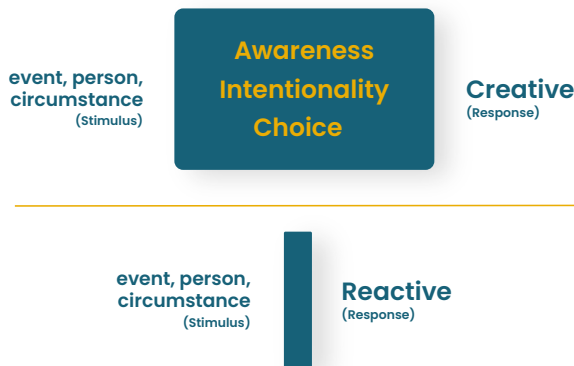 event, person,
circumstance
(Stimulus)
Awareness
Intentionality
Choice
Creative
(Response)
event, person,
circumstance
(Stimulus)
Reactive
(Response)